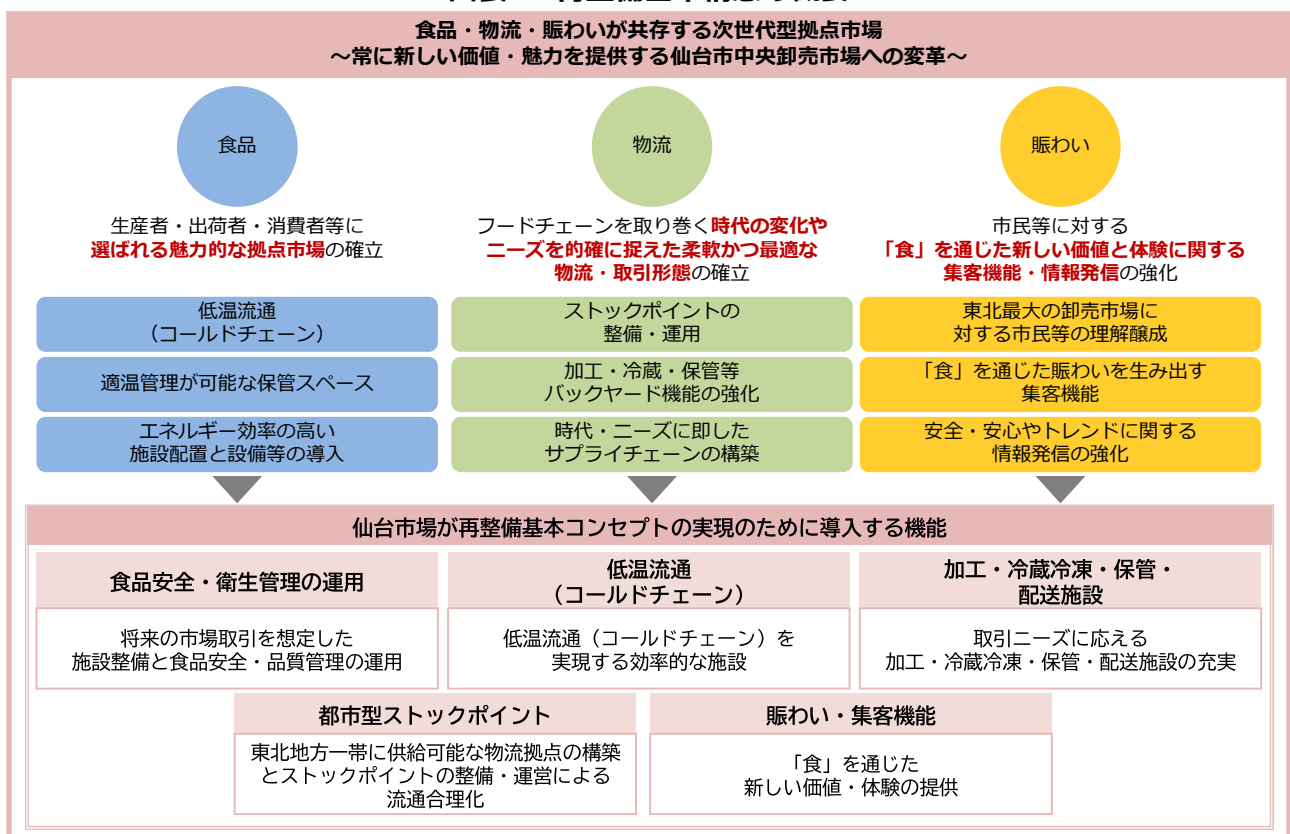 食品・物流・賑わいが共存する次世代型拠点市場
～常に新しい価値・魅力を提供する仙台市中央卸売市場への変革～
食品
生産者・出荷者・消費者等に
選ばれる魅力的な拠点市場の確立
低温流通
（コールドチェーン）
適温管理が可能な保管スペース
エネルギー効率の高い
施設配置と設備等の導入
物流
フードチェーンを取り巻く時代の変化や
ニーズを的確に捉えた柔軟かつ最適な
物流・取引形態の確立
ストックポイントの
整備・運用
加工・冷蔵・保管等
バックヤード機能の強化
時代・ニーズに即した
サプライチェーンの構築
賑わい
市民等に対する
「食」を通じた新しい価値と体験に関する
集客機能・情報発信の強化
東北最大の卸売市場に
対する市民等の理解醸成
「食」を通じた賑わいを生み出す
集客機能
安全・安心やトレンドに関する
情報発信の強化
仙台市場が再整備基本コンセプトの実現のために導入する機能
食品安全・衛生管理の運用
将来の市場取引を想定した
施設整備と食品安全・品質管理の運用
低温流通
（コールドチェーン）
低温流通（コールドチェーン）を
実現する効率的な施設
加工・冷蔵冷凍・保管・
配送施設
取引ニーズに応える
加工・冷蔵冷凍・保管・配送施設の充実
都市型ストックポイント
東北地方一帯に供給可能な物流拠点の構築
とストックポイントの整備・運営による
流通合理化
賑わい・集客機能
「食」を通じた
新しい価値・体験の提供